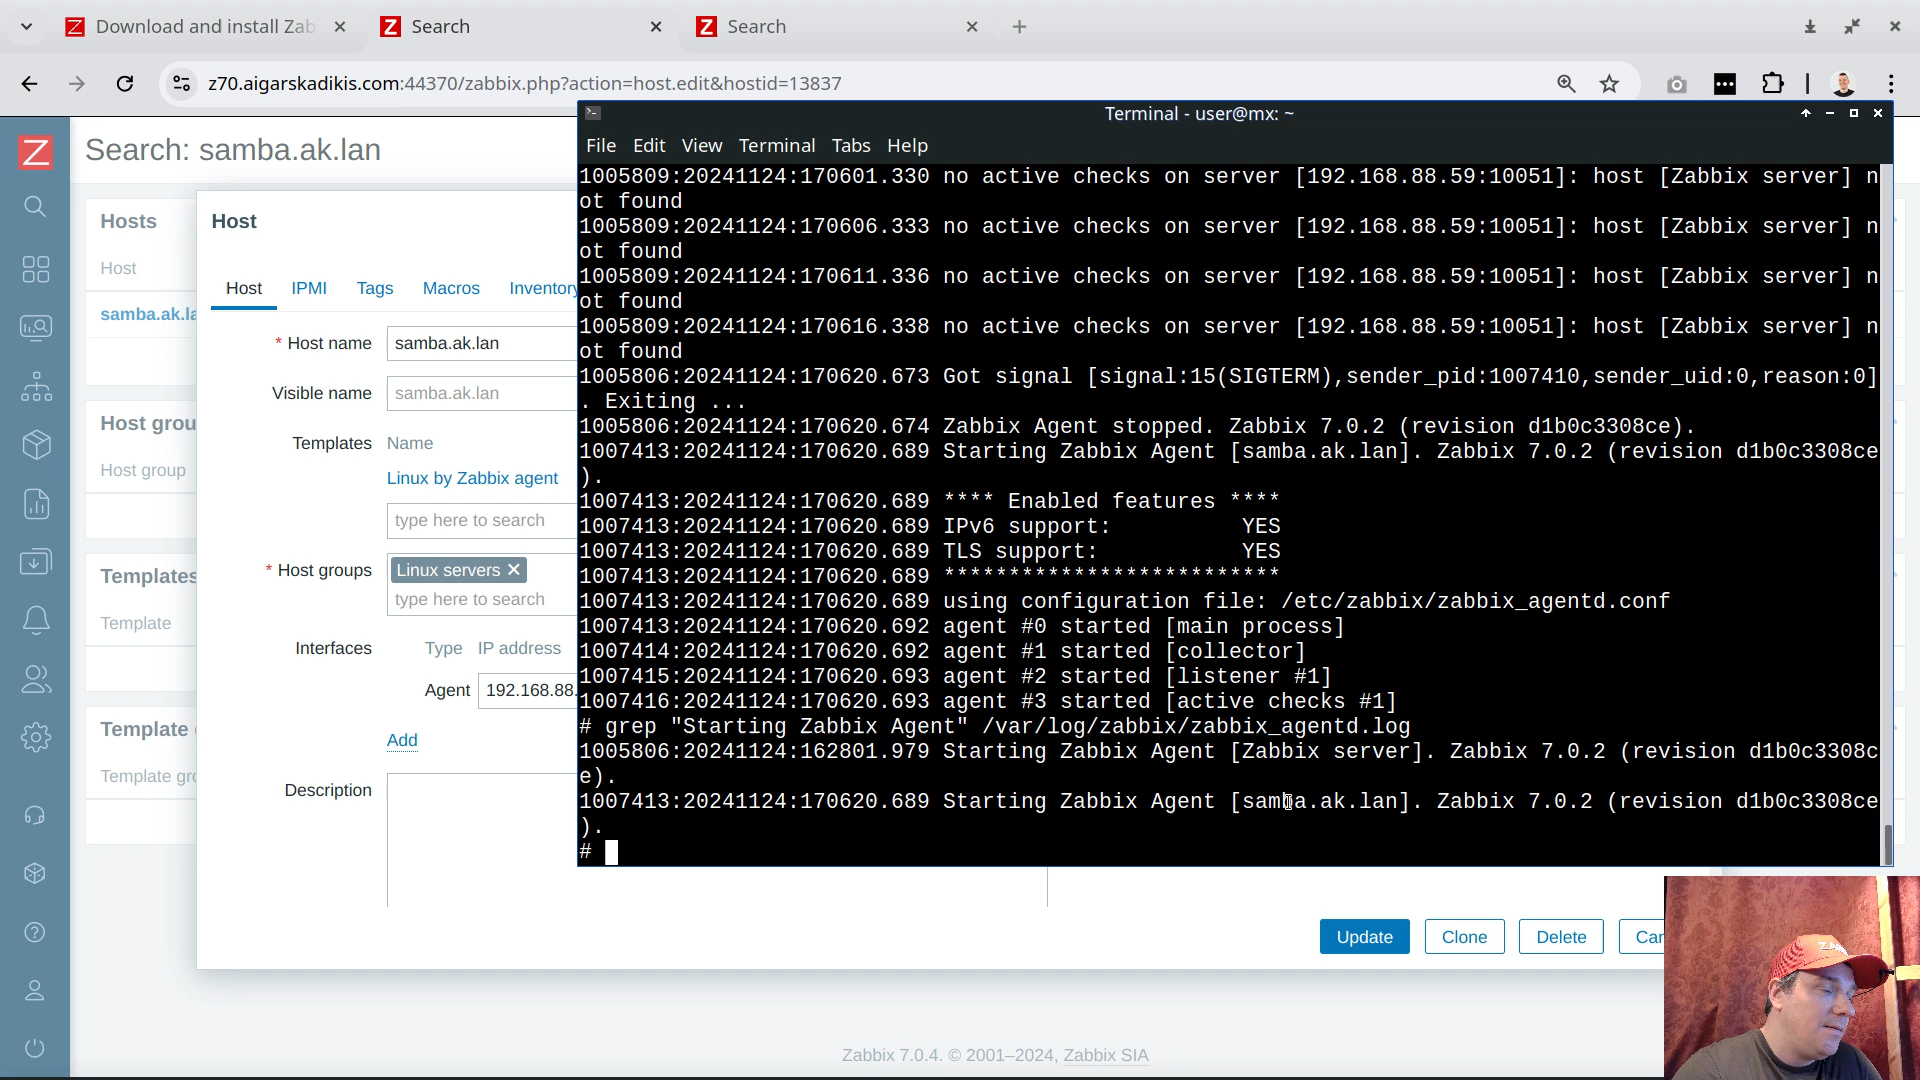 Download and install Zab
Search
Search
z70.aigarskadikis.com:44370/zabbix.php?action=host.edit&hostid=13837
Z
Search: samba.ak.lan
Hosts
Host
samba.ak.la
Host grou
Host group
Templates
Template
Template
Template gro
Host
Host IPMI Tags Macros Inventory
* Host name samba.ak.lan
Visible name samba.ak.lan
Templates Name
Linux by Zabbix agent
type here to search
* Host groups Linux servers
type here to search
Interfaces Type IP address
Agent 192.168.88.
Add
Description
Update Clone Delete Can
Zabbix 7.0.4. © 2001–2024, Zabbix SIA
Terminal - user@mx: ~
File Edit View Terminal Tabs Help
1005809:20241124:170601.330 no active checks on server [192.168.88.59:10051]: host [Zabbix server] n
ot found
1005809:20241124:170606.333 no active checks on server [192.168.88.59:10051]: host [Zabbix server] n
ot found
1005809:20241124:170611.336 no active checks on server [192.168.88.59:10051]: host [Zabbix server] n
ot found
1005809:20241124:170616.338 no active checks on server [192.168.88.59:10051]: host [Zabbix server] n
ot found
1005806:20241124:170620.673 Got signal [signal:15(SIGTERM),sender_pid:1007410,sender_uid:0,reason:0]
. Exiting ...
1005806:20241124:170620.674 Zabbix Agent stopped. Zabbix 7.0.2 (revision d1b0c3308ce).
1007413:20241124:170620.689 Starting Zabbix Agent [samba.ak.lan]. Zabbix 7.0.2 (revision d1b0c3308ce
).
1007413:20241124:170620.689 **** Enabled features ****
1007413:20241124:170620.689 IPv6 support:          YES
1007413:20241124:170620.689 TLS support:           YES
1007413:20241124:170620.689 **************************
1007413:20241124:170620.689 using configuration file: /etc/zabbix/zabbix_agentd.conf
1007413:20241124:170620.692 agent #0 started [main process]
1007414:20241124:170620.692 agent #1 started [collector]
1007415:20241124:170620.693 agent #2 started [listener #1]
1007416:20241124:170620.693 agent #3 started [active checks #1]
# grep "Starting Zabbix Agent" /var/log/zabbix/zabbix_agentd.log
1005806:20241124:162801.979 Starting Zabbix Agent [Zabbix server]. Zabbix 7.0.2 (revision d1b0c3308c
e).
1007413:20241124:170620.689 Starting Zabbix Agent [samba.ak.lan]. Zabbix 7.0.2 (revision d1b0c3308ce
).
#